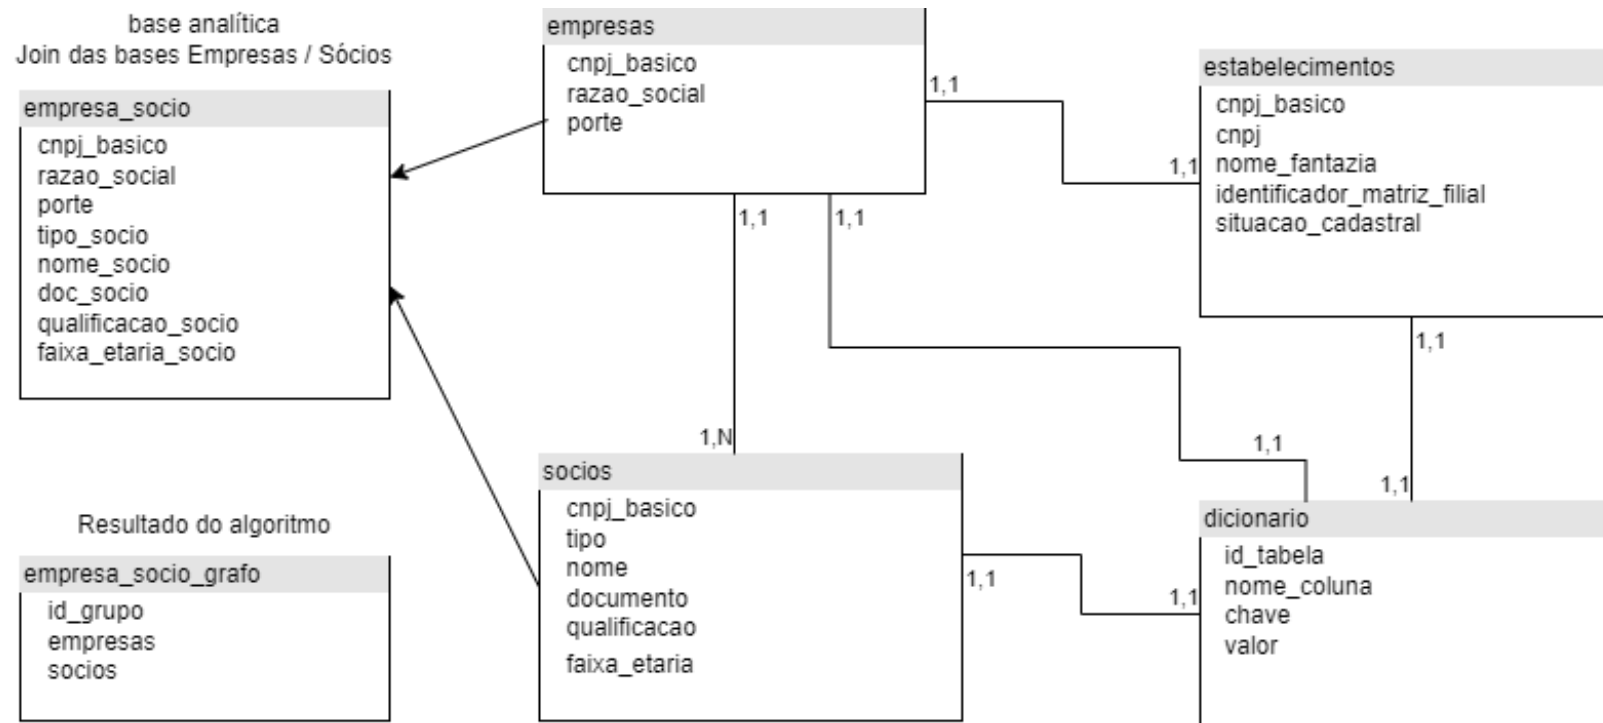 base analítica
Join das bases Empresas / Sócios
empresa_socio
cnpj_basico
razao_social
porte
tipo_socio
nome_socio
doc_socio
qualificacao_socio
faixa_etaria_socio
Resultado do algoritmo
empresa_socio_grafo
id_grupo
empresas
socios
empresas
cnpj_basico
razao_social
porte
1,1
1,1
1,1
1,1
1,N
socios
cnpj_basico
tipo
nome
documento
qualificacao
faixa_etaria
1,1
1,1
estabelecimentos
cnpj_basico
cnpj
nome_fantazia
identificador_matriz_filial
situacao_cadastral
1,1
1,1
1,1
dicionario
id_tabela
nome_coluna
chave
valor